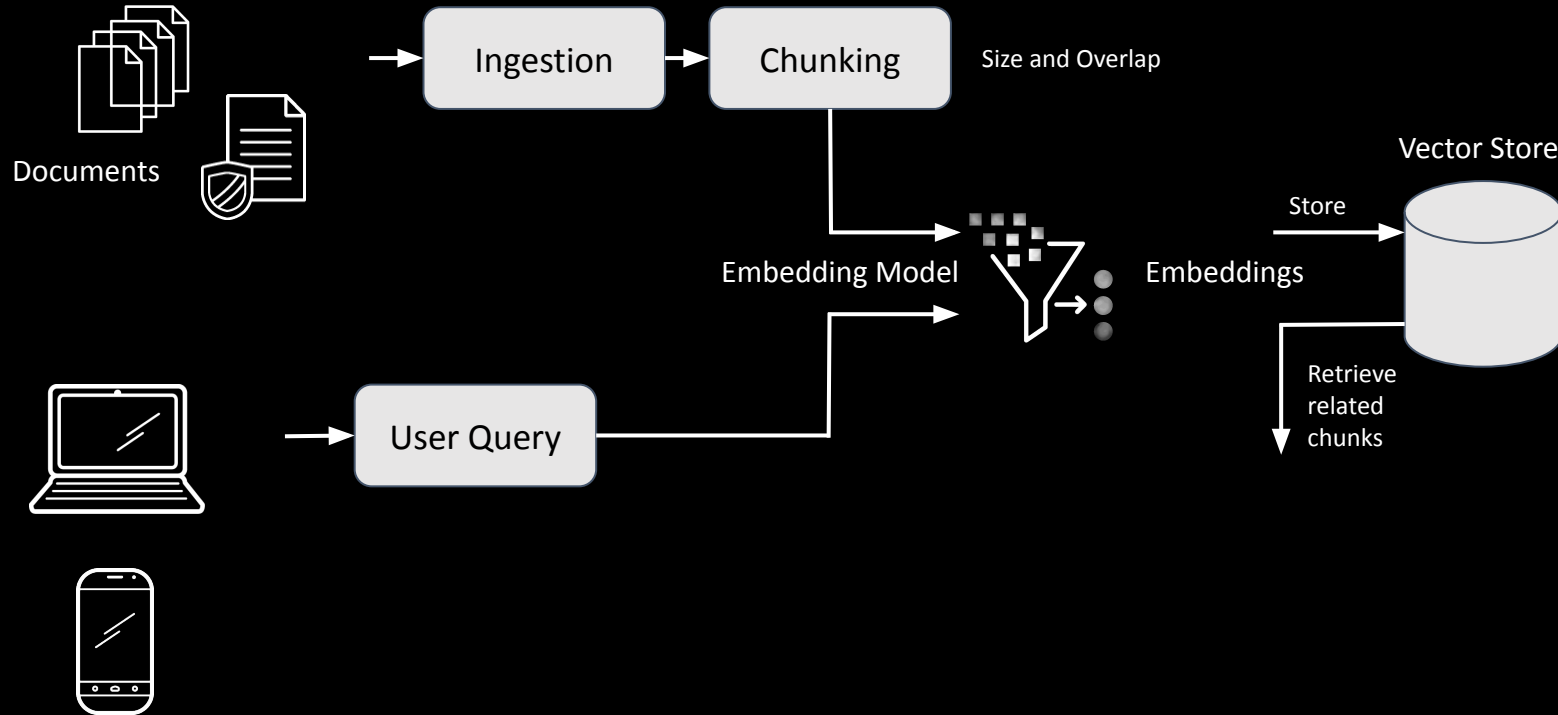 Ingestion
Chunking
Size and Overlap
Documents
Vector Store
Store
Embedding Model
Embeddings
Retrieve
related
chunks
User Query